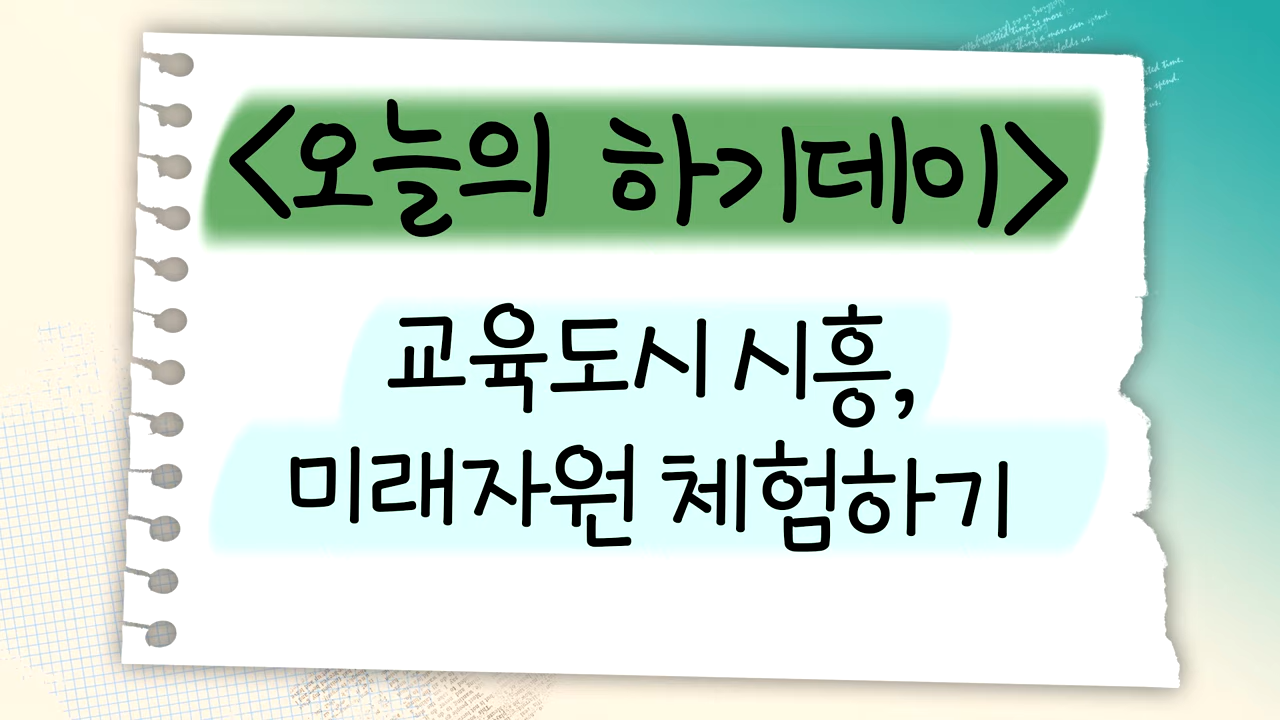 <오늘의 하기데이>
교육도시 시흥,
미래자원 체험하기